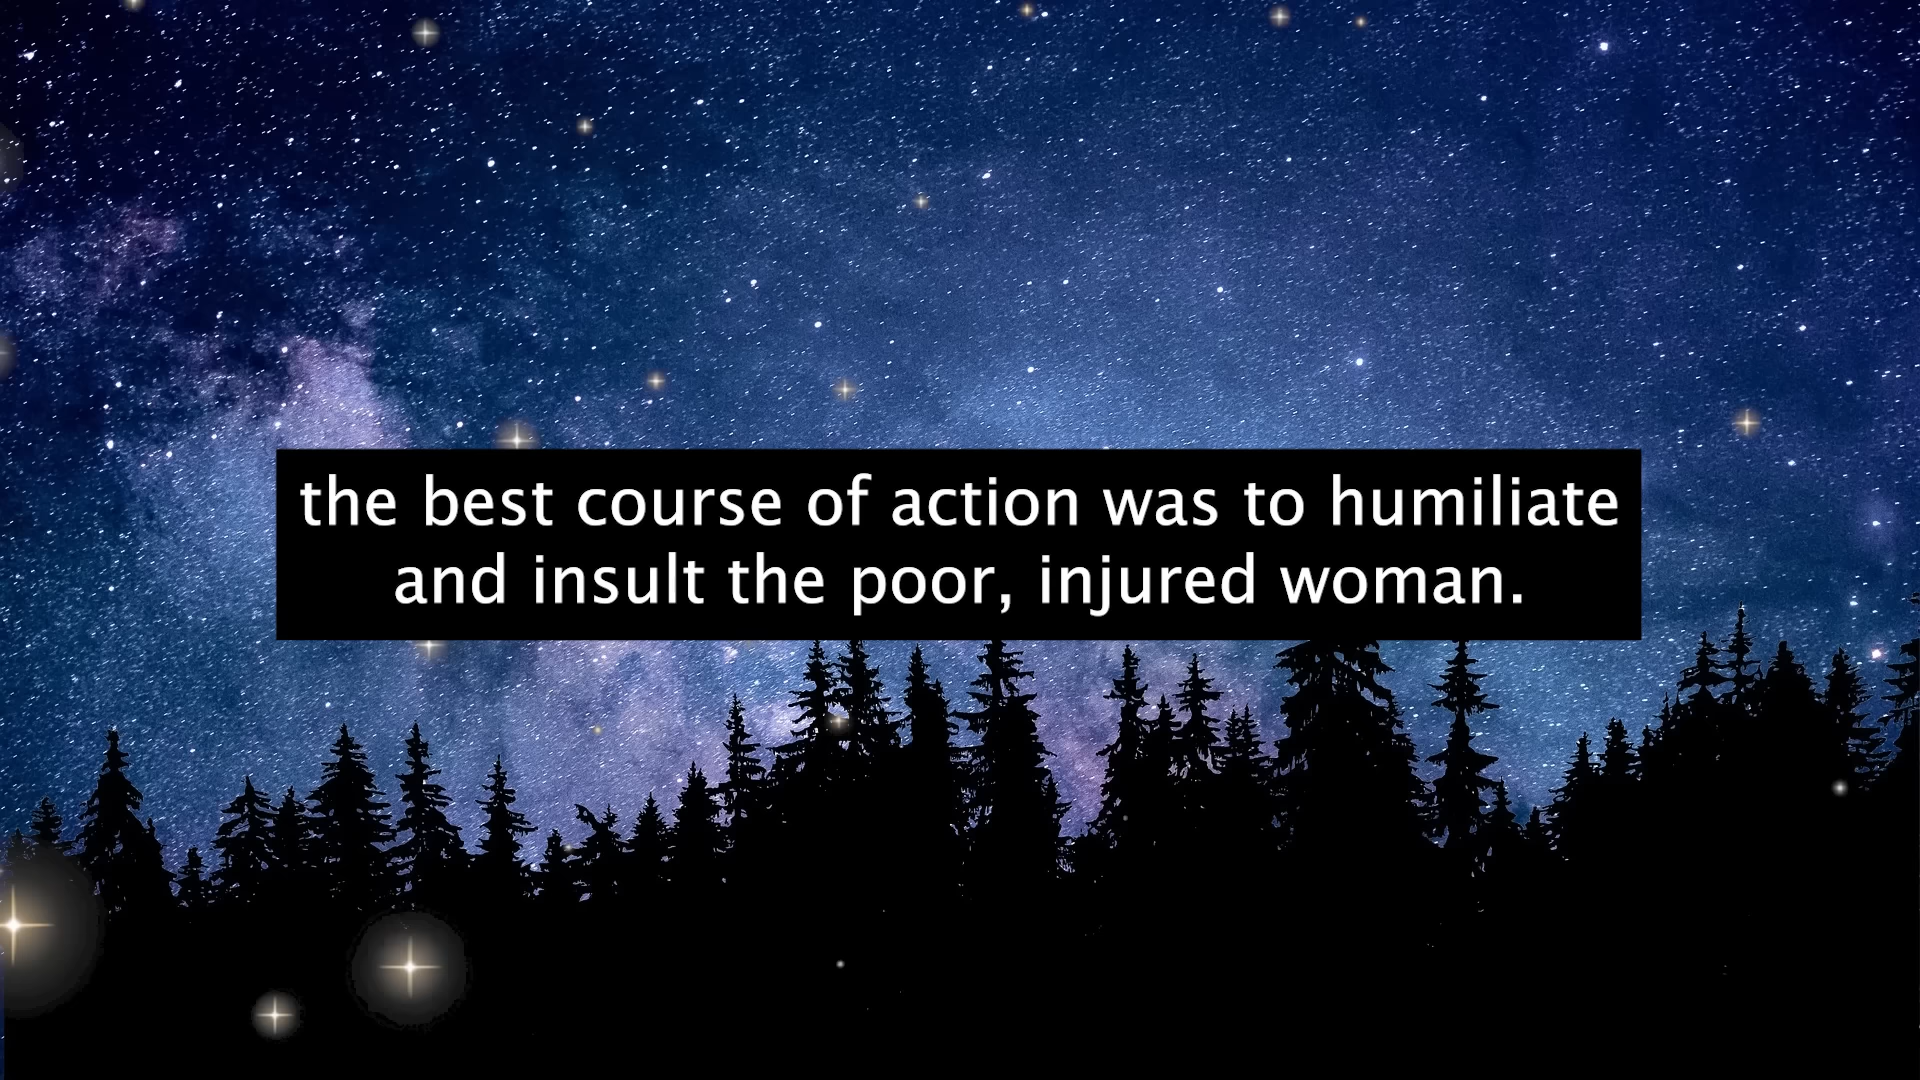 the best course of action was to humiliate
and insult the poor, injured woman.